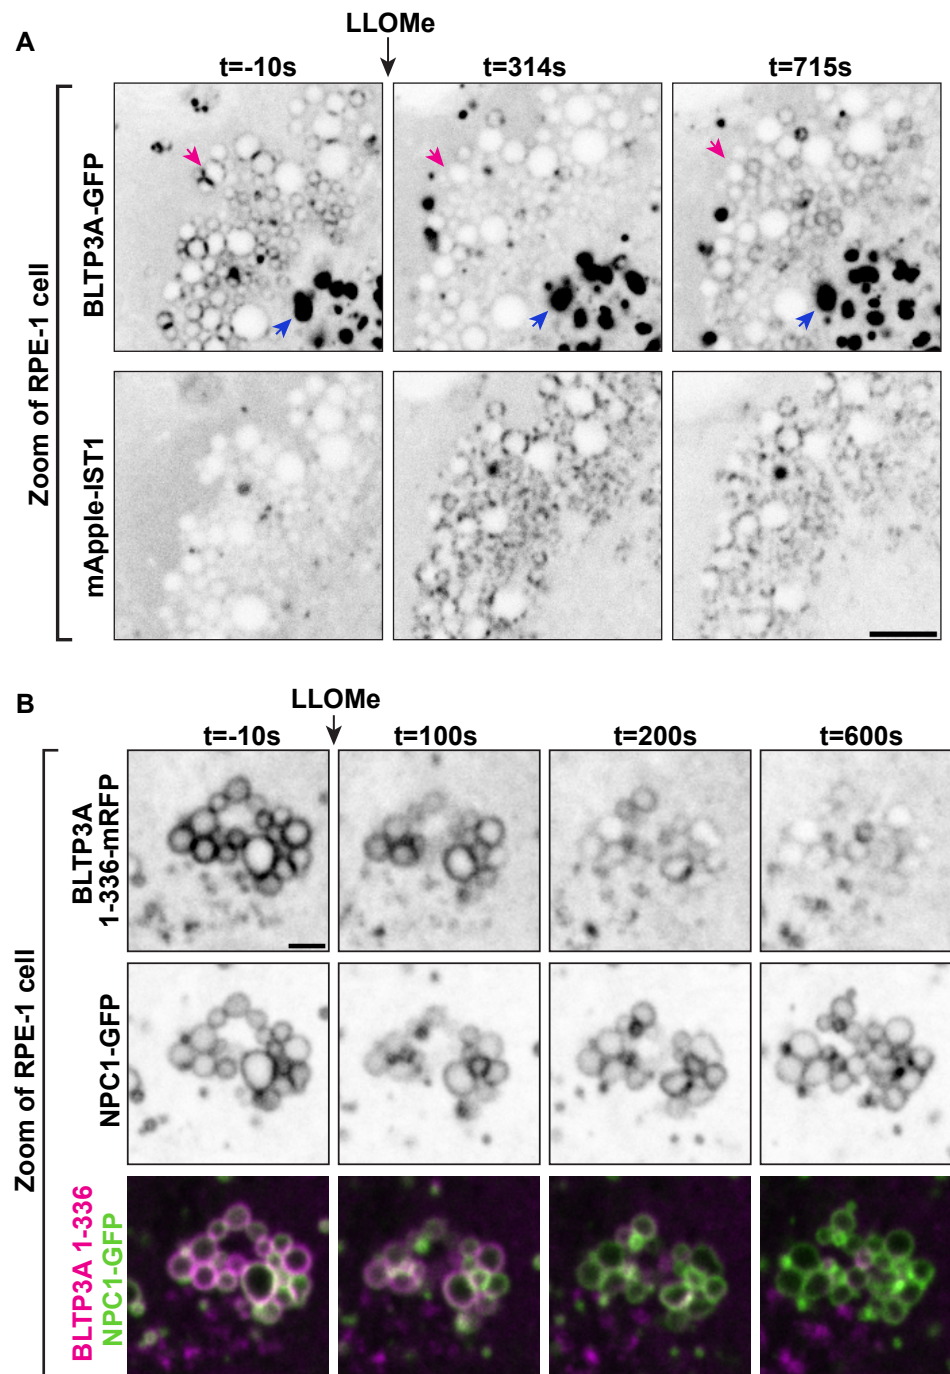 A
LLOMe
t=-10s
t=314s
t=715s
Zoom of RPE-1 cell
BLTP3A-GFP
mApple-IST1
B
LLOMe
t=-10s
t=100s
t=200s
t=600s
Zoom of RPE-1 cell
BLTP3A
1-336-mRFP
NPC1-GFP
BLTP3A 1-336
NPC1-GFP